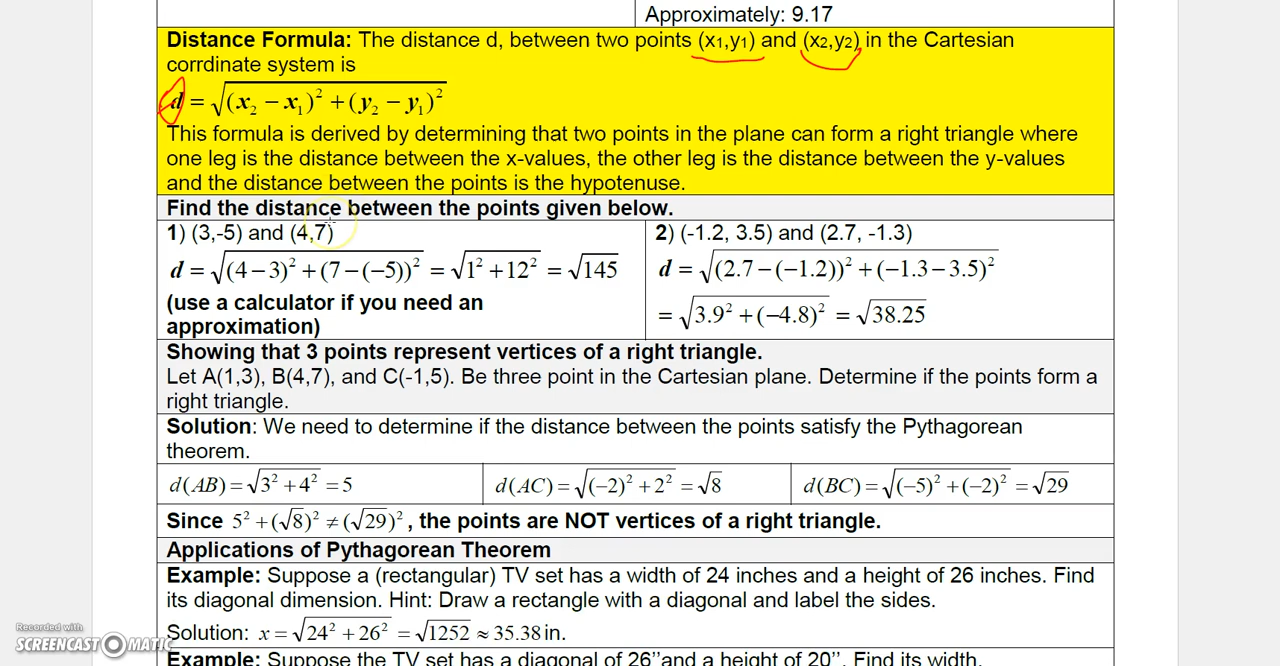 Approximately: 9.17
Distance Formula: The distance d, between two points (x1,y1) and (x2,y2) in the Cartesian
corrdinate system is
d = √(x₂ − x₁)² + (y₂ − y₁)²
This formula is derived by determining that two points in the plane can form a right triangle where
one leg is the distance between the x-values, the other leg is the distance between the y-values
and the distance between the points is the hypotenuse.
Find the distance between the points given below.
1) (3,-5) and (4,7)
d = √(4 − 3)² + (7 − (−5))² = √1² + 12² = √145
(use a calculator if you need an
approximation)
2) (-1.2, 3.5) and (2.7, -1.3)
d = √(2.7 − (−1.2))² + (−1.3 − 3.5)²
= √3.9² + (−4.8)² = √38.25
Showing that 3 points represent vertices of a right triangle.
Let A(1,3), B(4,7), and C(-1,5). Be three point in the Cartesian plane. Determine if the points form a
right triangle.
Solution: We need to determine if the distance between the points satisfy the Pythagorean
theorem.
d(AB) = √3² + 4² = 5
d(AC) = √(−2)² + 2² = √8
d(BC) = √(−5)² + (−2)² = √29
Since 5² + (√8)² ≠ (√29)², the points are NOT vertices of a right triangle.
Applications of Pythagorean Theorem
Example: Suppose a (rectangular) TV set has a width of 24 inches and a height of 26 inches. Find
its diagonal dimension. Hint: Draw a rectangle with a diagonal and label the sides.
Solution: x = √24² + 26² = √1252 ≈ 35.38 in.
Example: Suppose the TV set has a diagonal of 26”and a height of 20”. Find its width.
Recorded with
SCREENCAST MATIC